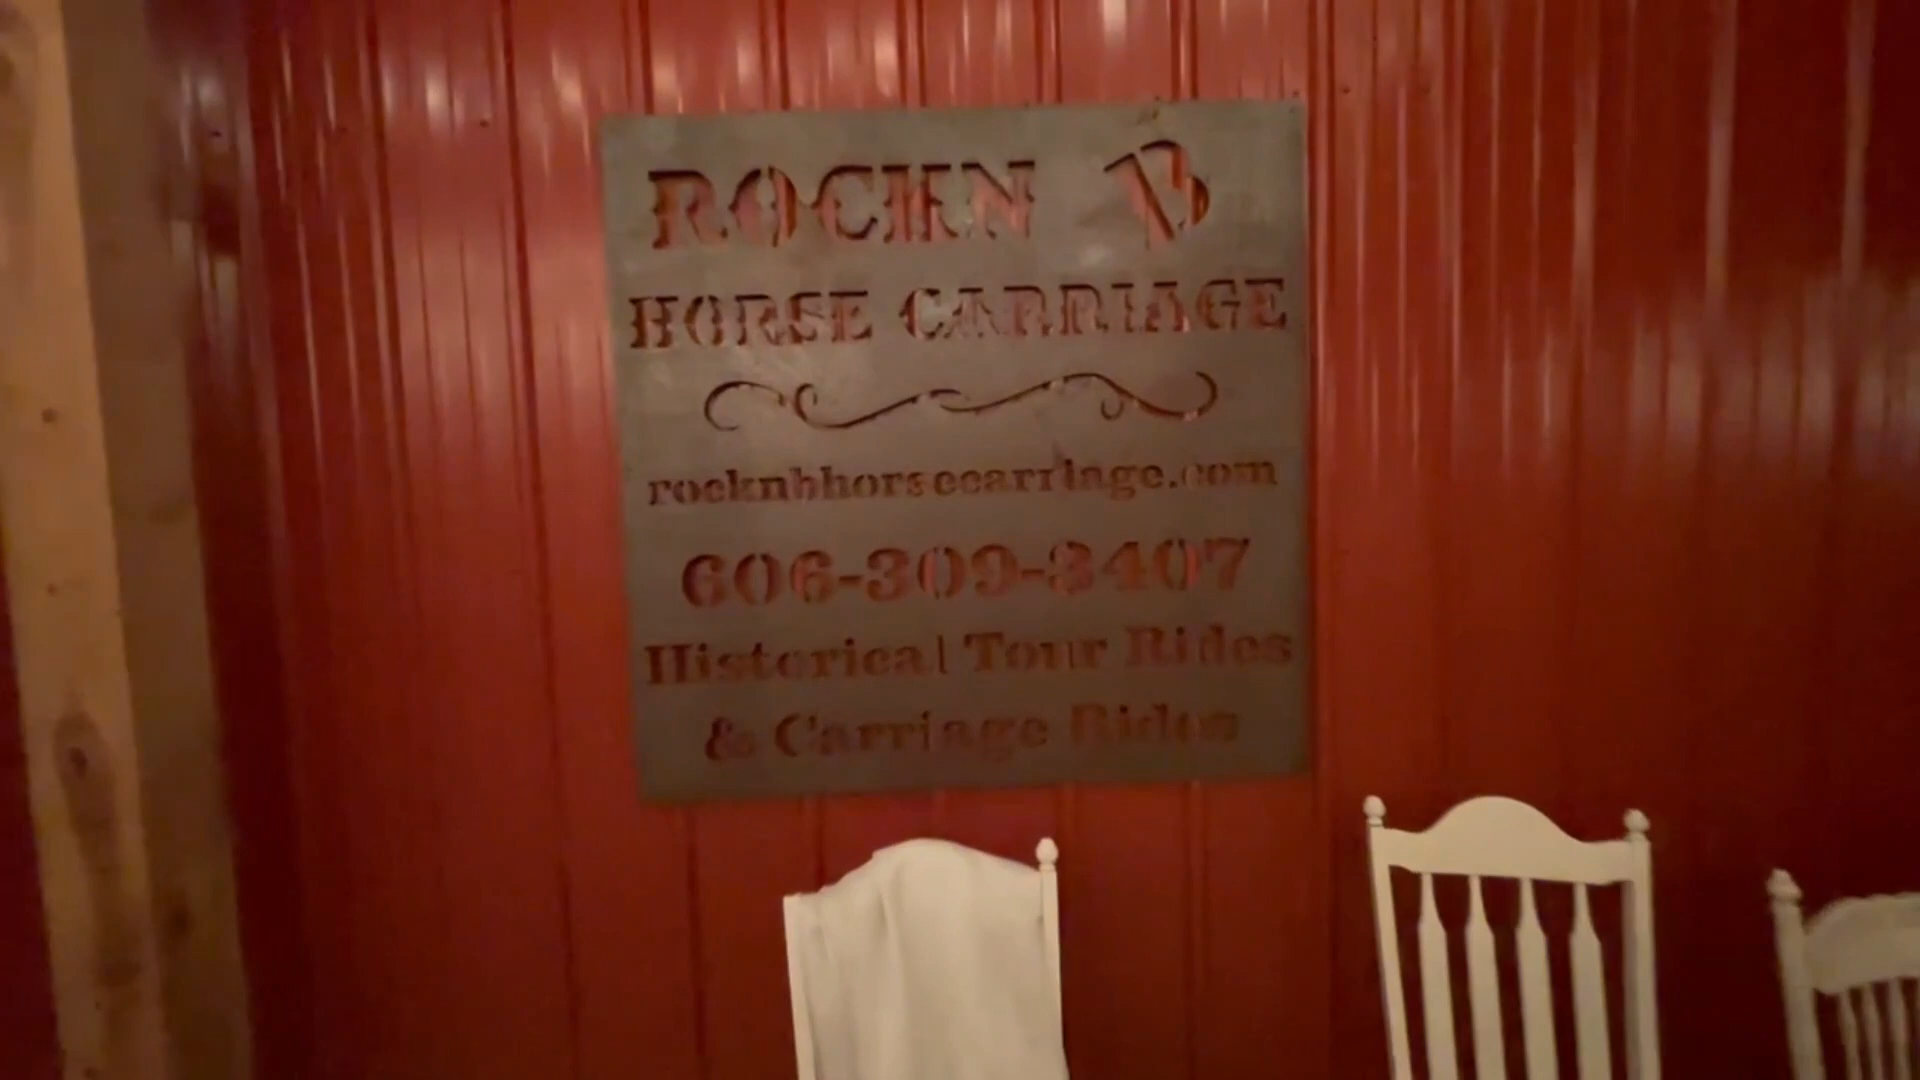 ROCKN B
HORSE CARRIAGE
rocknbhorsecarriage.com
606-309-3407
Historical Tour Rides
& Carriage Rides